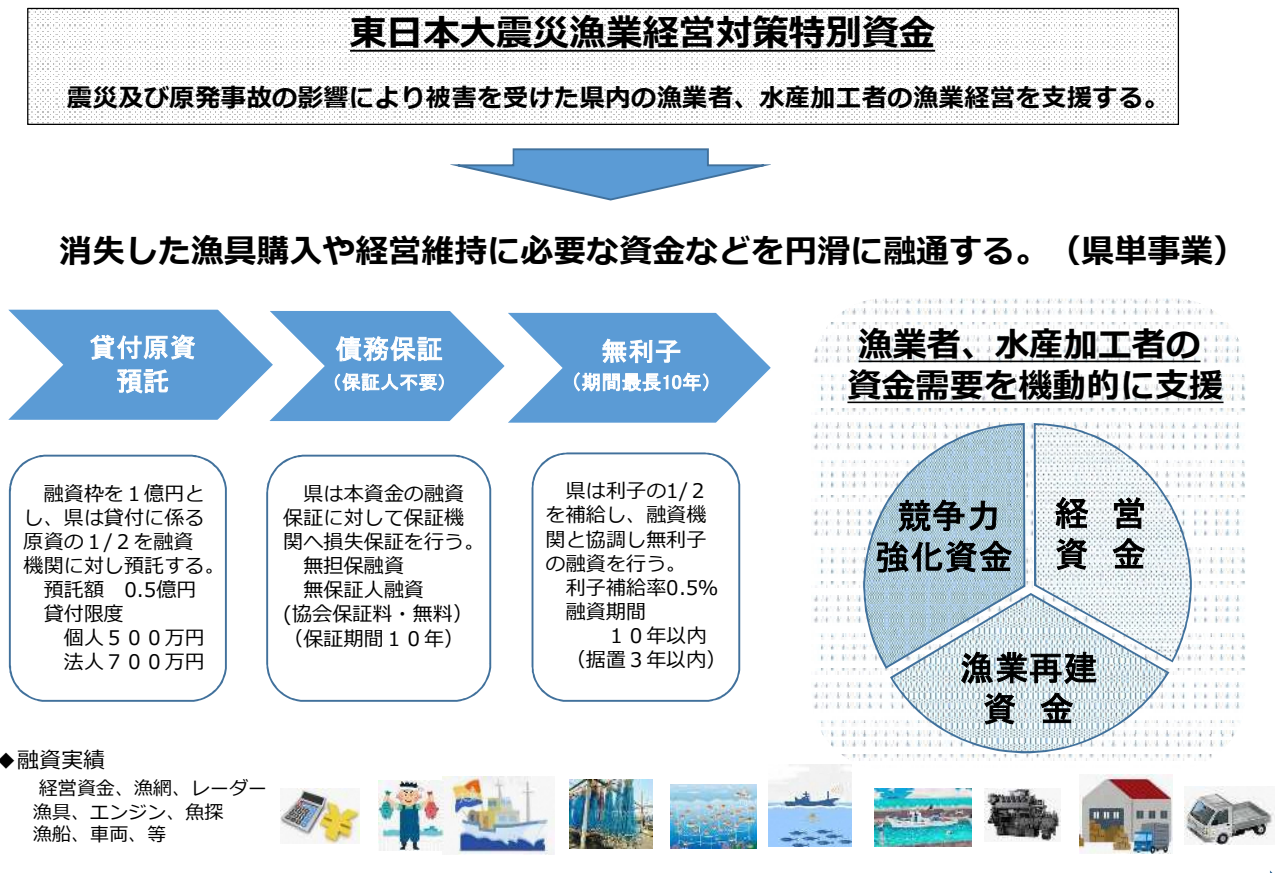 東日本大震災漁業経営対策特別資金
震災及び原発事故の影響により被害を受けた県内の漁業者、水産加工者の漁業経営を支援する。
消失した漁具購入や経営維持に必要な資金などを円滑に融通する。（県単事業）
貸付原資
預託
融資枠を１億円と
し、県は貸付に係る
原資の１/２を融資
機関に対し預託する。
預託額　0.5億円
貸付限度
個人５００万円
法人７００万円
債務保証
（保証人不要）
県は本資金の融資
保証に対して保証機
関へ損失保証を行う。
無担保融資
無保証人融資
(協会保証料・無料）
（保証期間１０年）
無利子
（期間最長10年）
県は利子の1/２
を補給し、融資機
関と協調し無利子
の融資を行う。
利子補給率0.5%
融資期間
１０年以内
（据置３年以内）
漁業者、水産加工者の
資金需要を機動的に支援
競争力
強化資金
経　営
資　金
漁業再建
資　金
◆融資実績
経営資金、漁網、レーダー
漁具、エンジン、魚探
漁船、車両、等